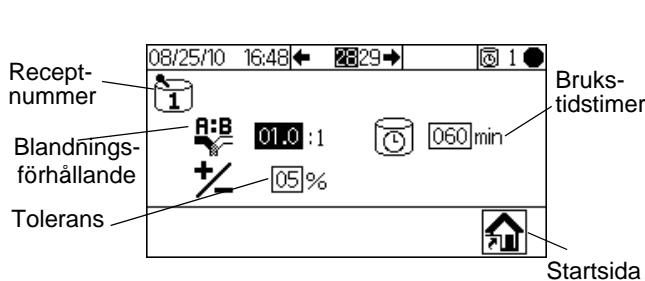 08/25/10 16:48 28 29 1
Recept-
nummer
1
Bruks-
tidstimer
A:B
01.0 :1
060 min
Blandnings-
förhållande
+/-
05 %
Tolerans
Startsida